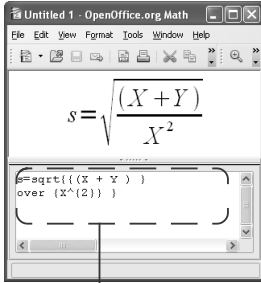 Untitled 1 - OpenOffice.org Math
File Edit View Format Tools Window Help
s=√(X+Y)/X²
s=sqrt{{(X + Y ) }
over {X^{2}} }